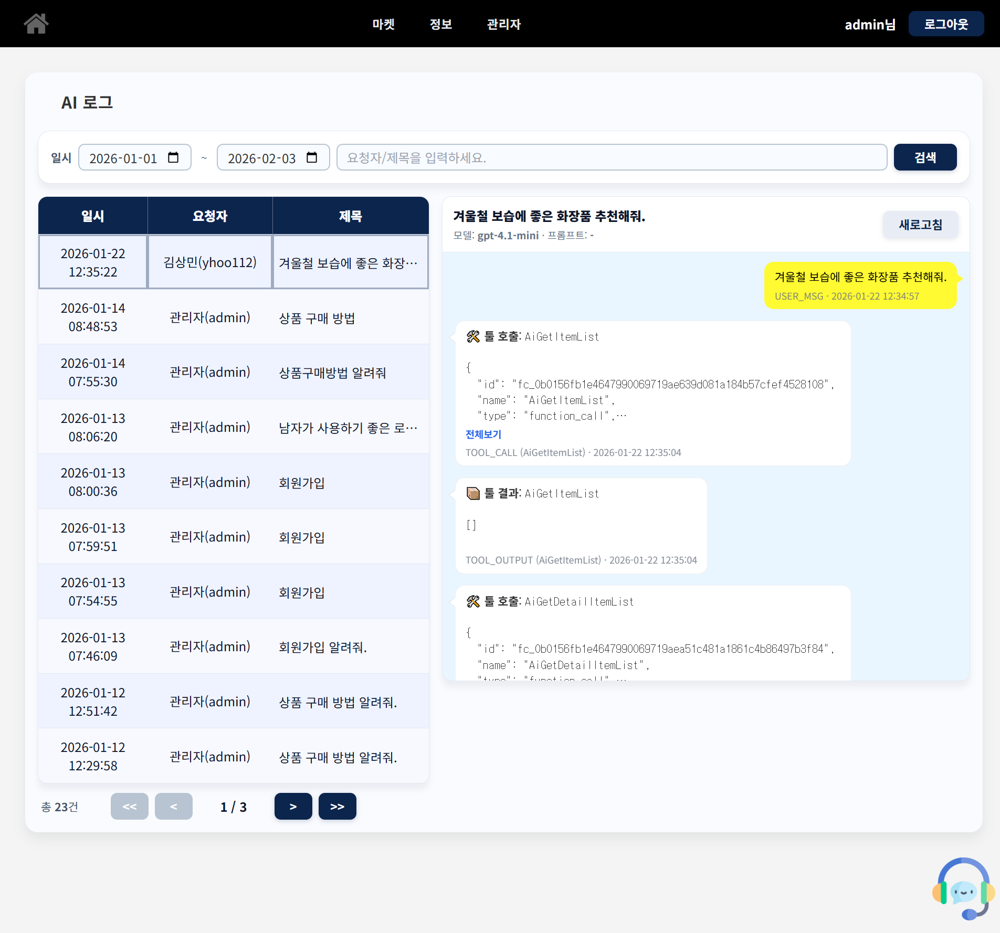 마켓 정보 관리자 admin님 로그아웃
AI 로그
일시 2026-01-01 ~ 2026-02-03 요청자/제목을 입력하세요. 검색
일시 요청자 제목
2026-01-22
12:35:22
김상민(yhoo112) 겨울철 보습에 좋은 화장…
2026-01-14
08:48:53
관리자(admin) 상품 구매 방법
2026-01-14
07:55:30
관리자(admin) 상품구매방법 알려줘
2026-01-13
08:06:20
관리자(admin) 남자가 사용하기 좋은 로…
2026-01-13
08:00:36
관리자(admin) 회원가입
2026-01-13
07:59:51
관리자(admin) 회원가입
2026-01-13
07:54:55
관리자(admin) 회원가입
2026-01-13
07:46:09
관리자(admin) 회원가입 알려줘.
2026-01-12
12:51:42
관리자(admin) 상품 구매 방법 알려줘.
2026-01-12
12:29:58
관리자(admin) 상품 구매 방법 알려줘.
총 23건 << < 1 / 3 > >>
겨울철 보습에 좋은 화장품 추천해줘.
모델: gpt-4.1-mini · 프롬프트: -
새로고침
겨울철 보습에 좋은 화장품 추천해줘.
USER_MSG · 2026-01-22 12:34:57
툴 호출: AiGetItemList
{
"id": "fc_0b0156fb1e4647990069719ae639d081a184b57cfef4528108",
"name": "AiGetItemList",
"type": "function_call",…
전체보기
TOOL_CALL (AiGetItemList) · 2026-01-22 12:35:04
툴 결과: AiGetItemList
[]
TOOL_OUTPUT (AiGetItemList) · 2026-01-22 12:35:04
툴 호출: AiGetDetailItemList
{
"id": "fc_0b0156fb1e4647990069719aea51c481a1861c4b86497b3f84",
"name": "AiGetDetailItemList",
"type": "function_call",…